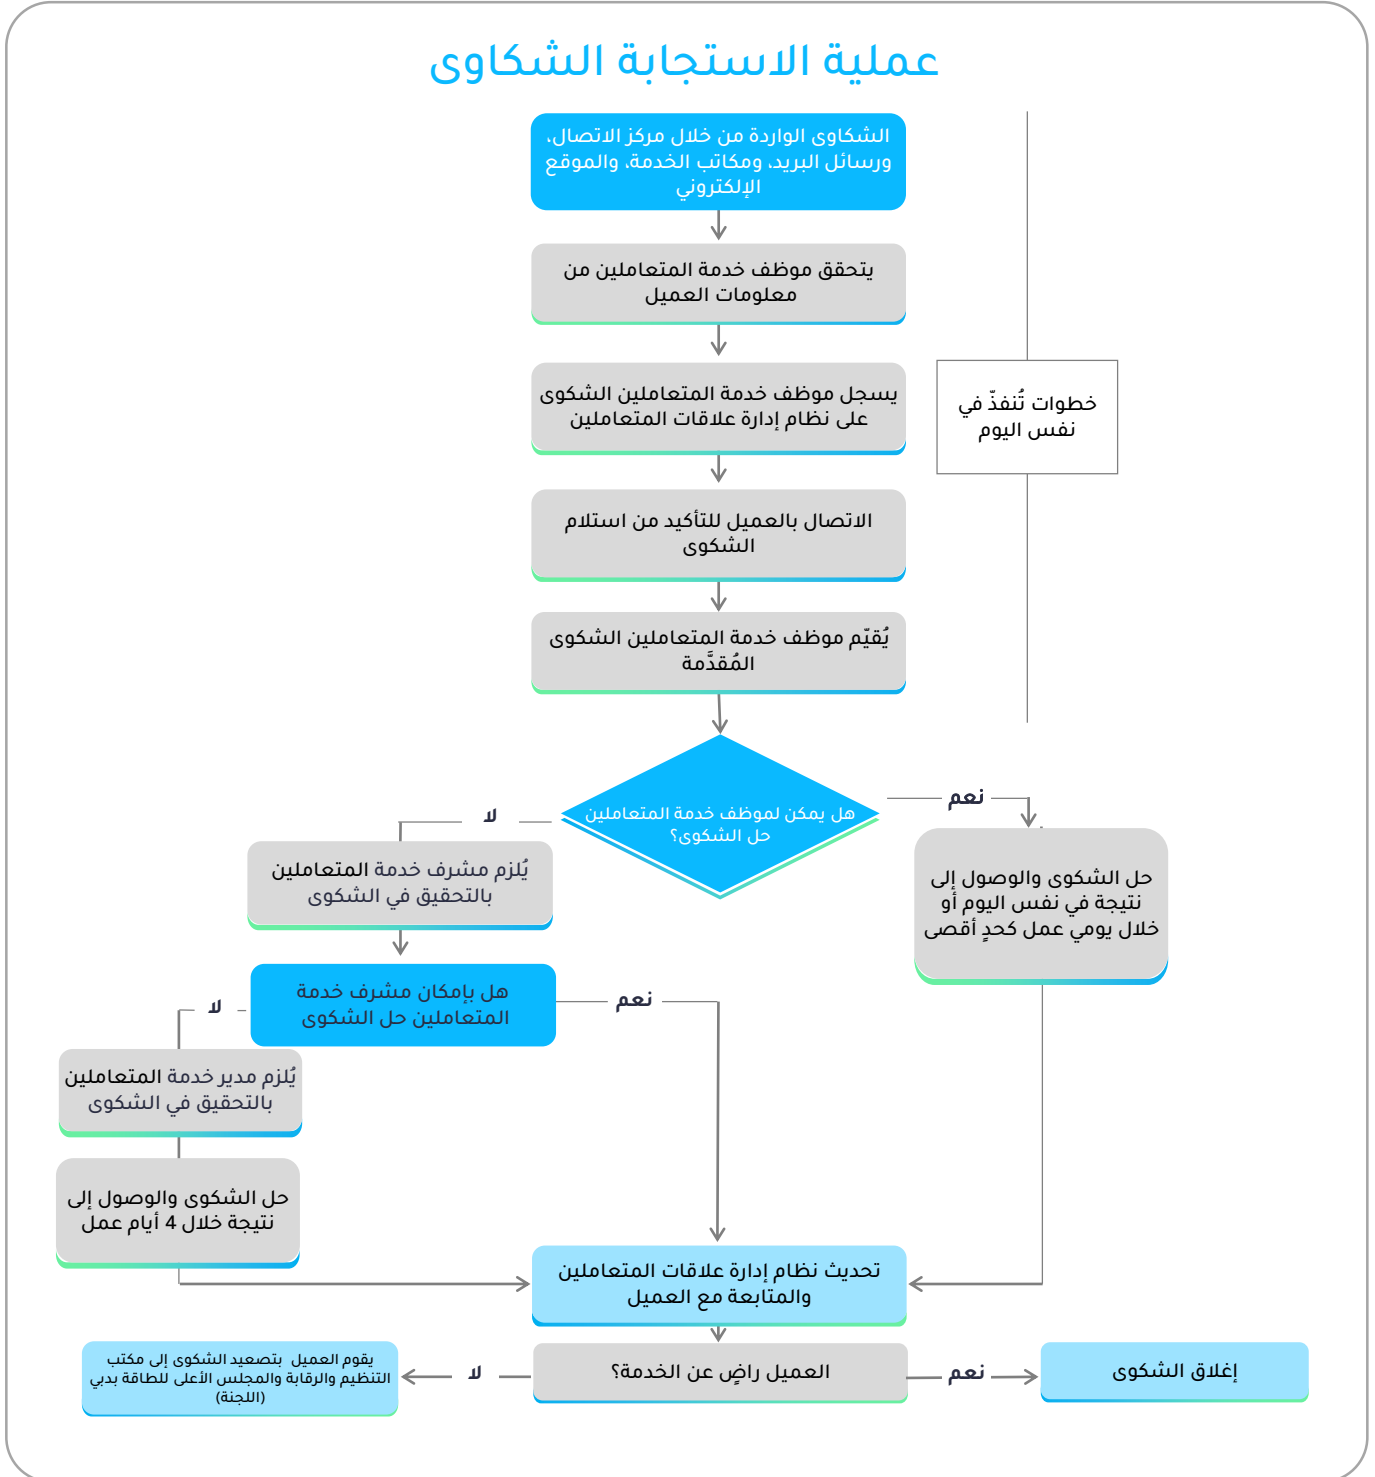 عملية الاستجابة الشكاوى
الشكاوى الواردة من خلال مركز الاتصال،
ورسائل البريد، ومكاتب الخدمة، والموقع
الإلكتروني
يتحقق موظف خدمة المتعاملين من
معلومات العميل
يسجل موظف خدمة المتعاملين الشكوى
على نظام إدارة علاقات المتعاملين
خطوات تُنفذّ في
نفس اليوم
الاتصال بالعميل للتأكيد من استلام
الشكوى
يُقيّم موظف خدمة المتعاملين الشكوى
المُقدَّمة
هل يمكن لموظف خدمة المتعاملين
حل الشكوى؟
نعم
لا
حل الشكوى والوصول إلى
نتيجة في نفس اليوم أو
خلال يومي عمل كحدٍ أقصى
يُلزم مشرف خدمة المتعاملين
بالتحقيق في الشكوى
هل بإمكان مشرف خدمة
المتعاملين حل الشكوى
نعم
لا
يُلزم مدير خدمة المتعاملين
بالتحقيق في الشكوى
حل الشكوى والوصول إلى
نتيجة خلال 4 أيام عمل
تحديث نظام إدارة علاقات المتعاملين
والمتابعة مع العميل
العميل راضٍ عن الخدمة؟
نعم
إغلاق الشكوى
لا
يقوم العميل بتصعيد الشكوى إلى مكتب
التنظيم والرقابة والمجلس الأعلى للطاقة بدبي
(اللجنة)